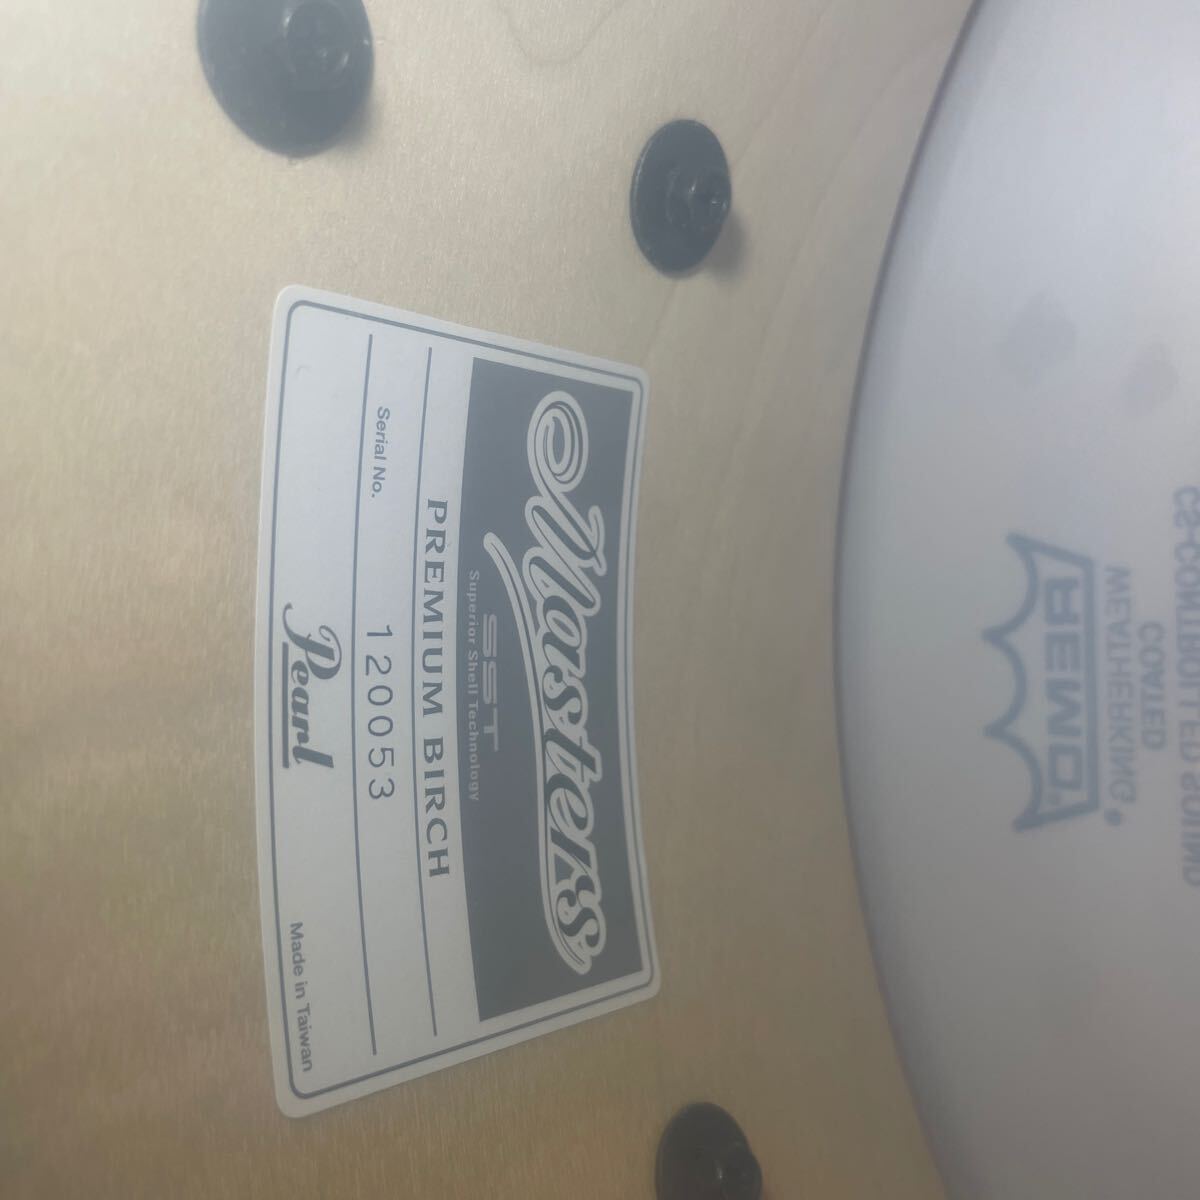 Masters
SST
Superior Shell Technology
PREMIUM BIRCH
Serial No. 120053
Pearl
Made in Taiwan
REMO
METALHEKING.
COATED
CS-CONTROLLED SOUND